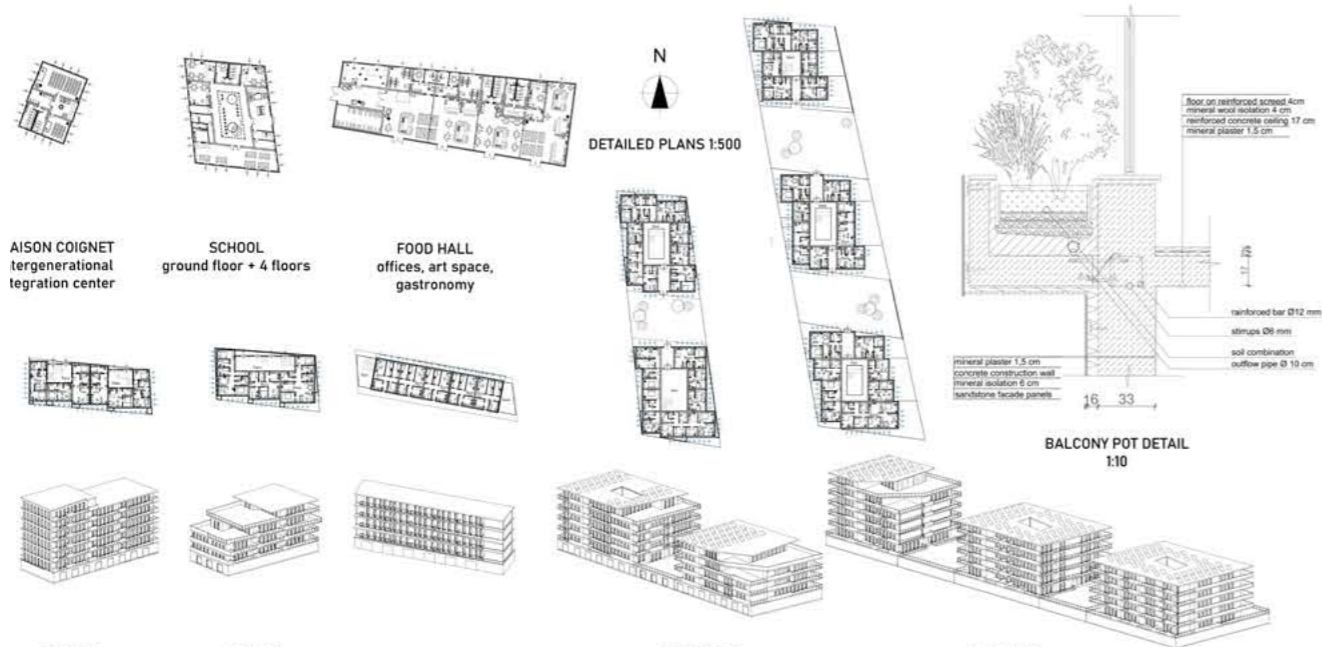 N
DETAILED PLANS 1:500
AISON COIGNET
tergenerational
tegration center
SCHOOL
ground floor + 4 floors
FOOD HALL
offices, art space,
gastronomy
floor on reinforced screed 4cm
mineral wool isolation 4 cm
reinforced concrete ceiling 17 cm
mineral plaster 1,5 cm
17
rainforced bar Ø12 mm
stirrups Ø6 mm
soil combination
outflow pipe Ø 10 cm
mineral plaster 1,5 cm
concrete construction wall
mineral isolation 6 cm
sandstone facade panels
16 33
BALCONY POT DETAIL
1:10